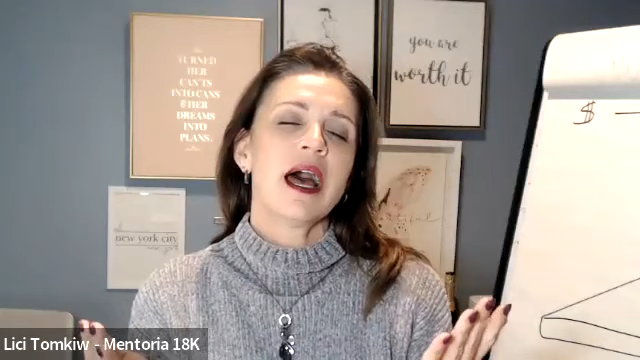 TURNED
HER
CAN'TS
INTO CANS
& HER
DREAMS
INTO
PLANS.
you are
worth it
$
new york city
Lici Tomkiw - Mentoria 18K